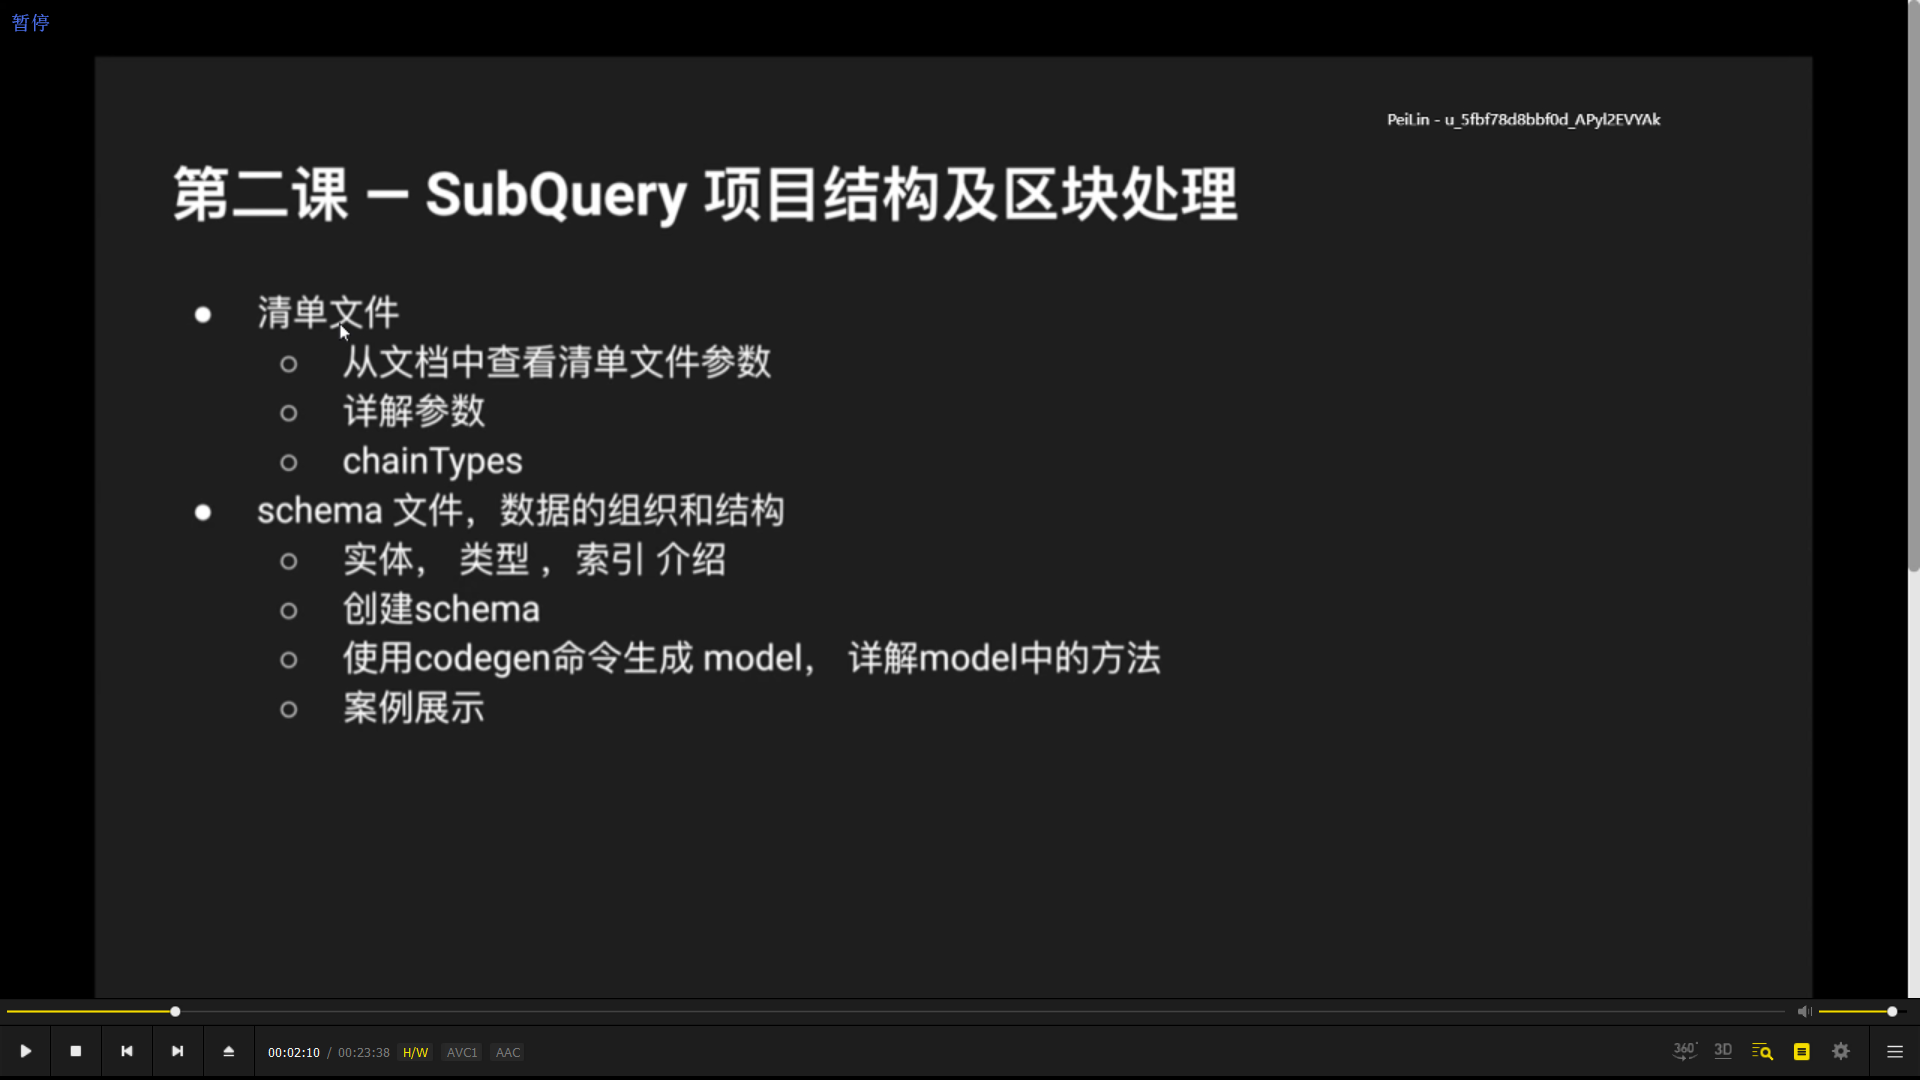 暂停
PeiLin - u_5fbf78d8bbf0d_APyl2EVYAk
第二课 — SubQuery 项目结构及区块处理
● 清单文件
○ 从文档中查看清单文件参数
○ 详解参数
○ chainTypes
● schema 文件，数据的组织和结构
○ 实体， 类型 ，索引 介绍
○ 创建schema
○ 使用codegen命令生成 model， 详解model中的方法
○ 案例展示
00:02:10 / 00:23:38 H/W AVC1 AAC
360° 3D